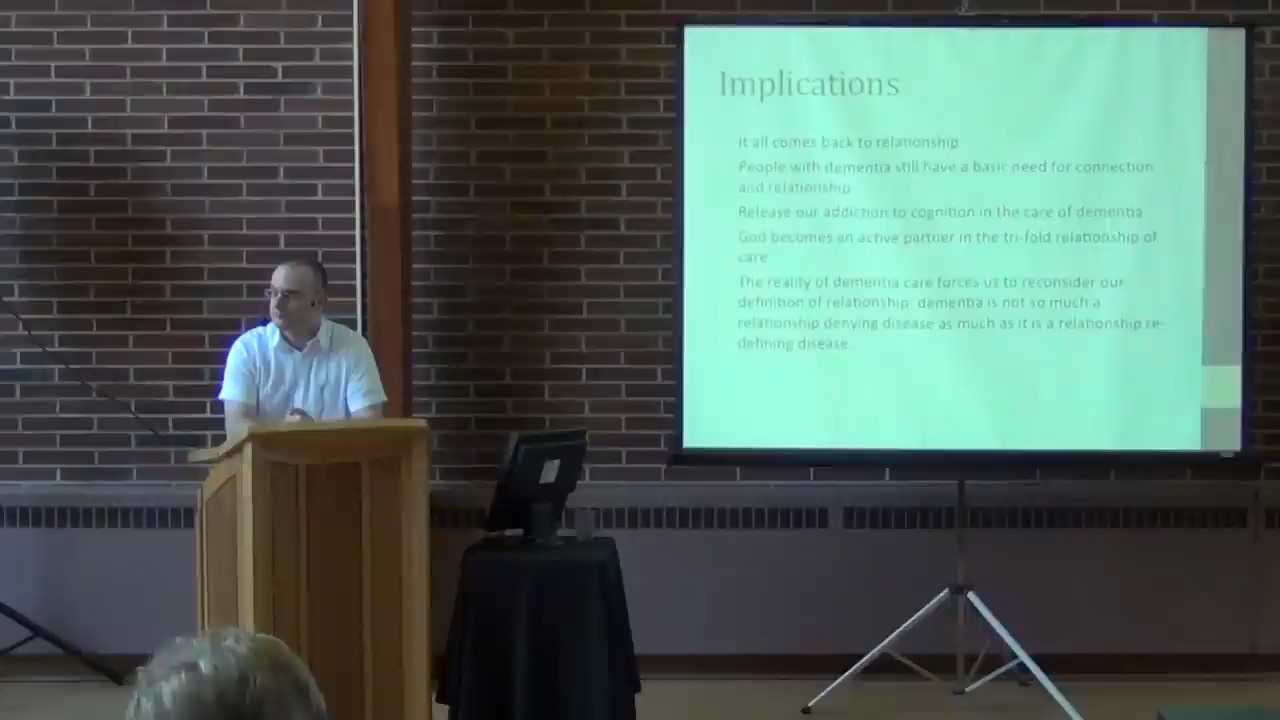 Implications
It all comes back to relationship
People with dementia still have a basic need for connection
and relationship
Release our addiction to cognition in the care of dementia
God becomes an active partner in the tri-fold relationship of
care
The reality of dementia care forces us to reconsider our
definition of relationship: dementia is not so much a
relationship denying disease as much as it is a relationship re-
defining disease.